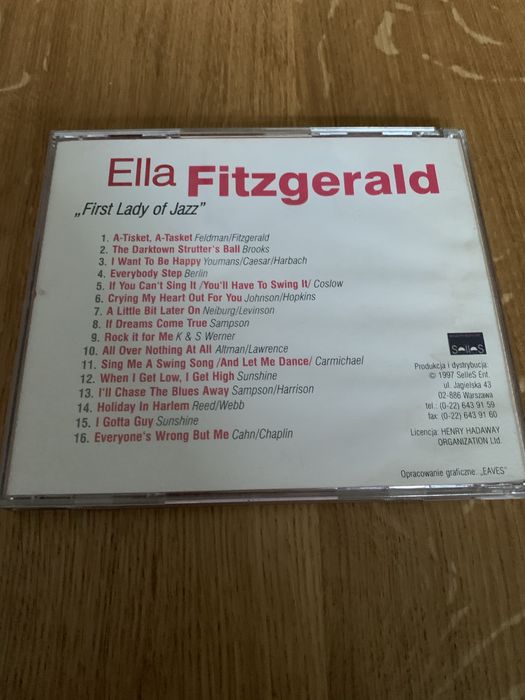 Ella Fitzgerald
„First Lady of Jazz”
1. A-Tisket, A-Tasket Feldman/Fitzgerald
2. The Darktown Strutter's Ball Brooks
3. I Want To Be Happy Youmans/Caesar/Harbach
4. Everybody Step Berlin
5. If You Can't Sing It /You'll Have To Swing It/ Coslow
6. Crying My Heart Out For You Johnson/Hopkins
7. A Little Bit Later On Neiburg/Levinson
8. If Dreams Come True Sampson
9. Rock it for Me K & S Werner
10. All Over Nothing At All Altman/Lawrence
11. Sing Me A Swing Song /And Let Me Dance/ Carmichael
12. When I Get Low, I Get High Sunshine
13. I'll Chase The Blues Away Sampson/Harrison
14. Holiday In Harlem Reed/Webb
15. I Gotta Guy Sunshine
16. Everyone's Wrong But Me Cahn/Chaplin
SelleS
Produkcja i dystrybucja:
© 1997 SelleS Ent.
ul. Jagielska 43
02-886 Warszawa
tel.: (0-22) 643 91 59
fax: (0-22) 643 91 60
Licencja: HENRY HADAWAY
ORGANIZATION Ltd.
Opracowanie graficzne: „EAVES”